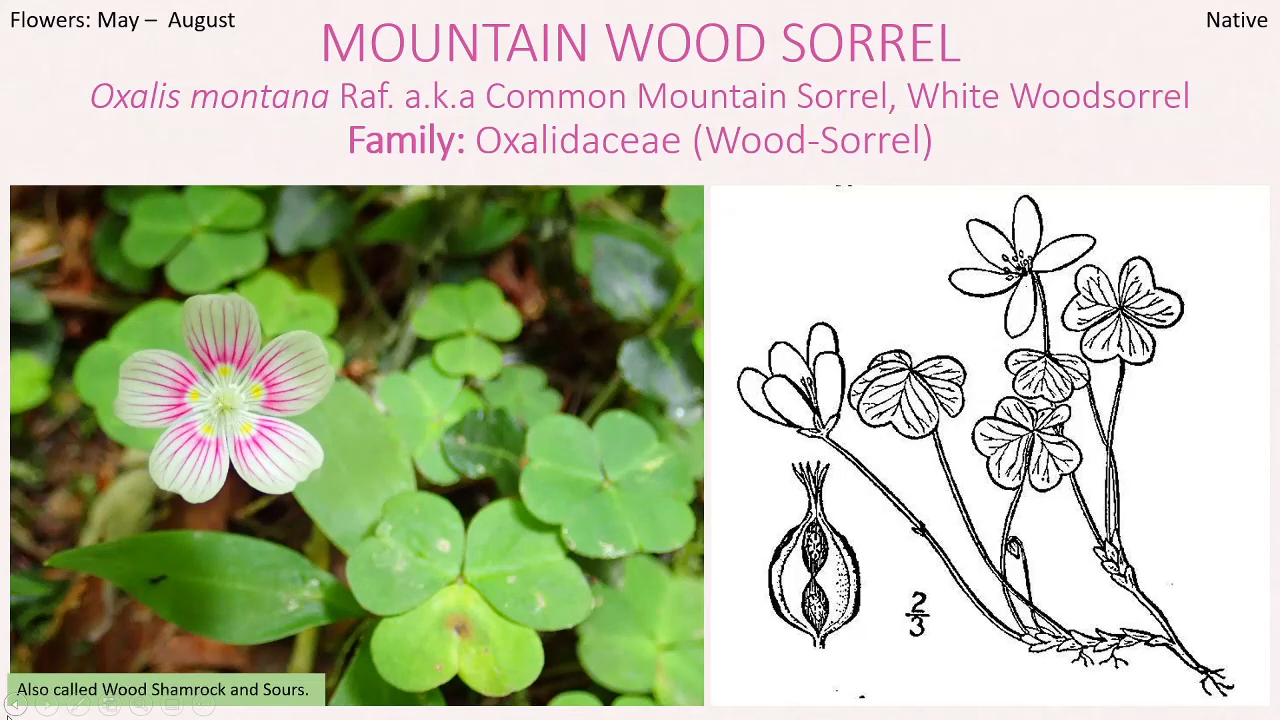 Flowers: May –  August
Native
MOUNTAIN WOOD SORREL
Oxalis montana Raf. a.k.a Common Mountain Sorrel, White Woodsorrel
Family: Oxalidaceae (Wood-Sorrel)
2
3
Also called Wood Shamrock and Sours.